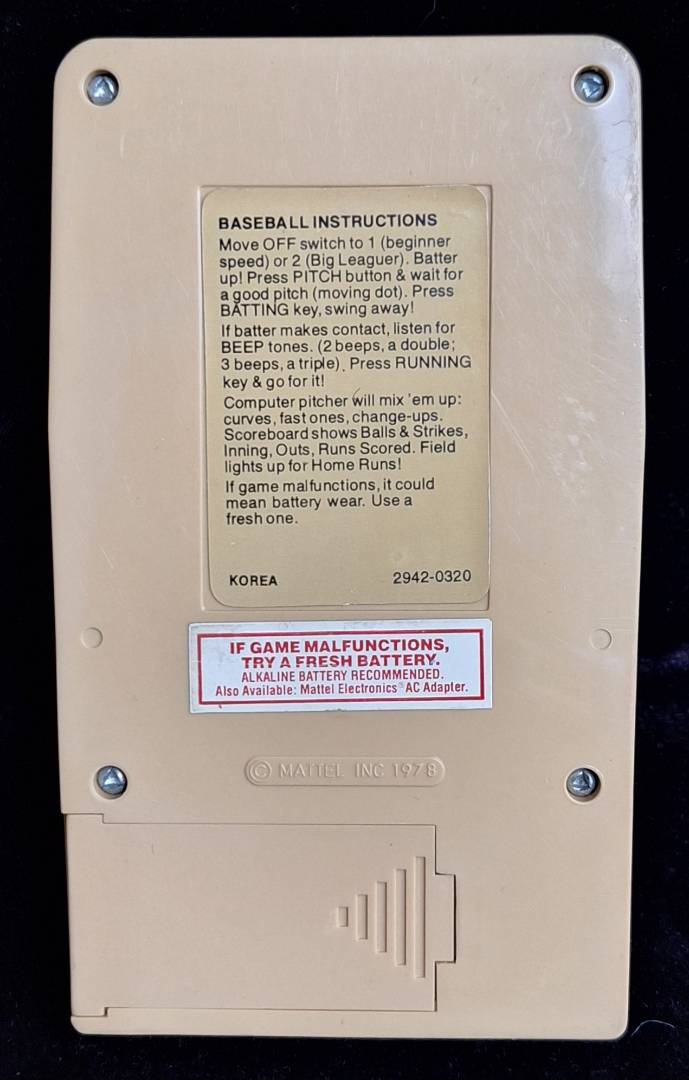 BASEBALL INSTRUCTIONS
Move OFF switch to 1 (beginner
speed) or 2 (Big Leaguer). Batter
up! Press PITCH button & wait for
a good pitch (moving dot). Press
BATTING key, swing away!
If batter makes contact, listen for
BEEP tones. (2 beeps, a double;
3 beeps, a triple). Press RUNNING
key & go for it!
Computer pitcher will mix 'em up:
curves, fast ones, change-ups.
Scoreboard shows Balls & Strikes,
Inning, Outs, Runs Scored. Field
lights up for Home Runs!
If game malfunctions, it could
mean battery wear. Use a
fresh one.
KOREA 2942-0320
IF GAME MALFUNCTIONS,
TRY A FRESH BATTERY.
ALKALINE BATTERY RECOMMENDED.
Also Available: Mattel Electronics® AC Adapter.
© MATTEL INC 1978